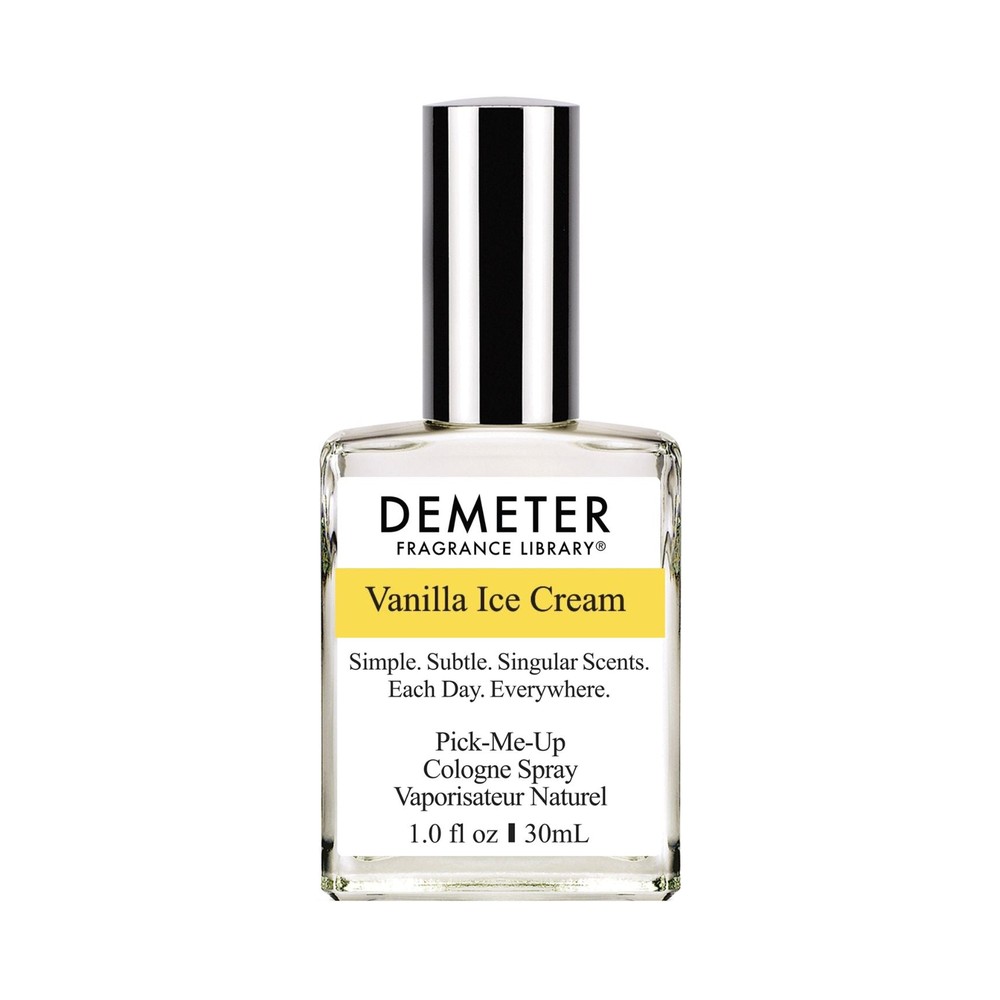 DEMETER
FRAGRANCE LIBRARY®
Vanilla Ice Cream
Simple. Subtle. Singular Scents.
Each Day. Everywhere.
Pick-Me-Up
Cologne Spray
Vaporisateur Naturel
1.0 fl oz ▌ 30mL